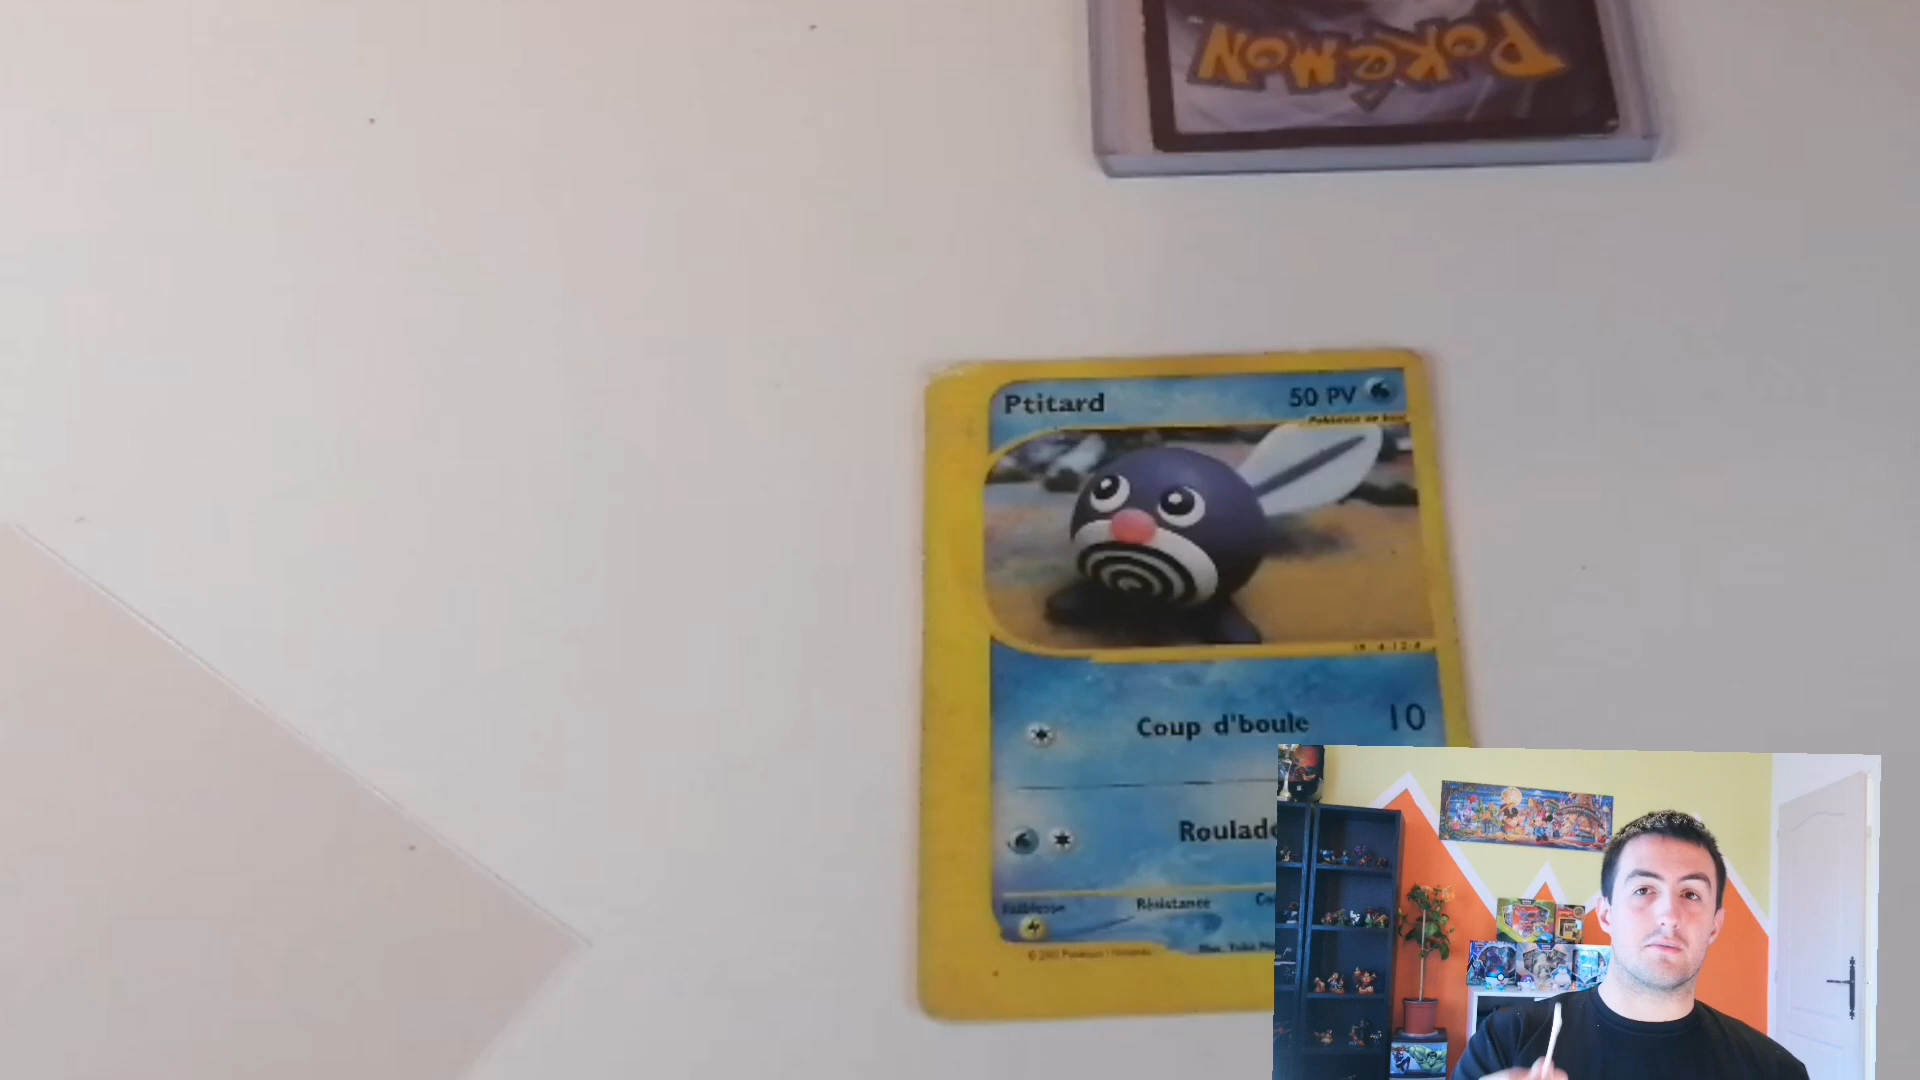 POKéMON
Ptitard
50 PV
Coup d'boule
10
Roulade
Faiblesse
Résistance